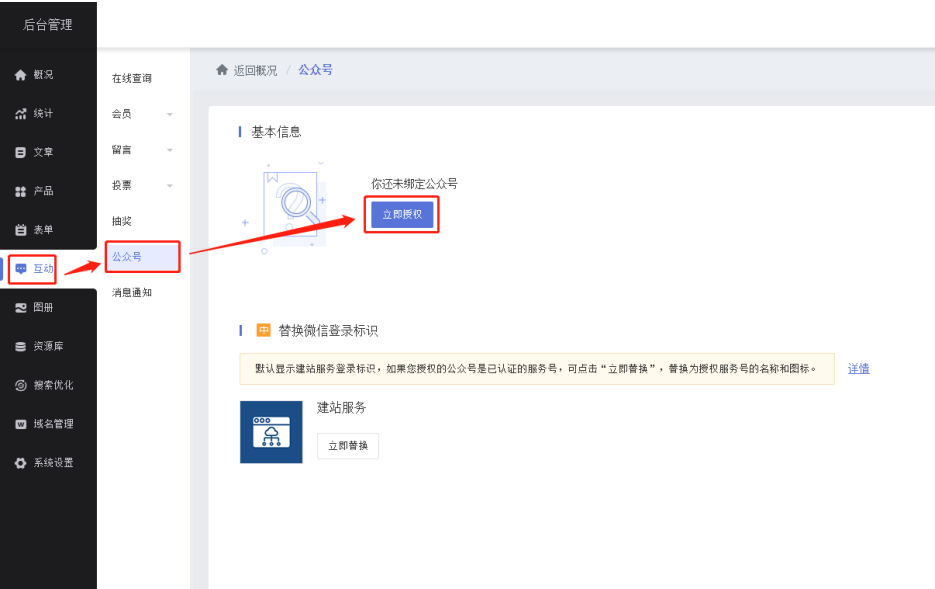 后台管理
概况
统计
文章
产品
表单
互动
图册
资源库
搜索优化
域名管理
系统设置
在线查询
会员
留言
投票
抽奖
公众号
消息通知
返回概况 / 公众号
基本信息
你还未绑定公众号
立即授权
中 替换微信登录标识
默认显示建站服务登录标识，如果您授权的公众号是已认证的服务号，可点击“立即替换”，替换为授权服务号的名称和图标。 详情
建站服务
立即替换